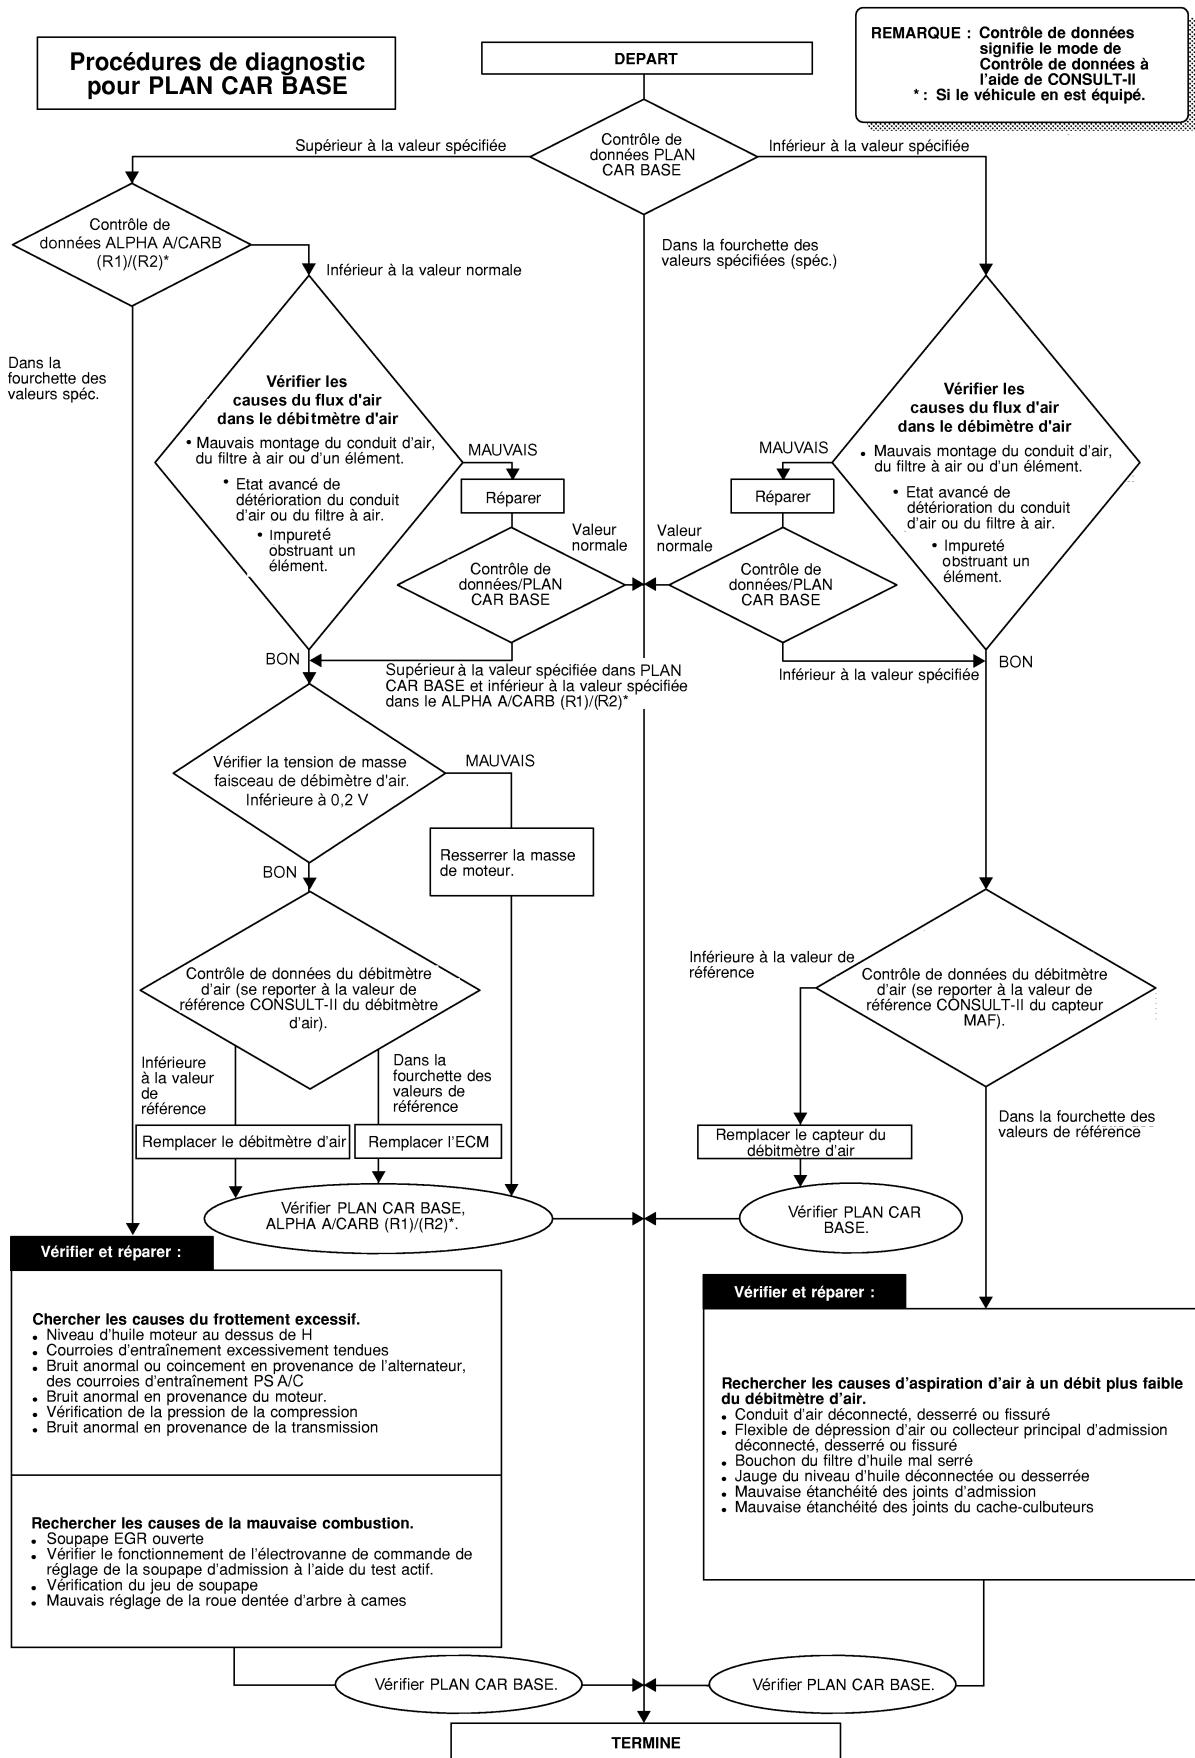 Procédures de diagnostic
pour PLAN CAR BASE
DEPART
REMARQUE : Contrôle de données
signifie le mode de
Contrôle de données à
l'aide de CONSULT-II
* : Si le véhicule en est équipé.
Supérieur à la valeur spécifiée
Contrôle de
données PLAN
CAR BASE
Inférieur à la valeur spécifiée
Contrôle de
données ALPHA A/CARB
(R1)/(R2)*
Inférieur à la valeur normale
Dans la fourchette des
valeurs spécifiées (spéc.)
Dans la
fourchette des
valeurs spéc.
Vérifier les
causes du flux d'air
dans le débitmètre d'air
• Mauvais montage du conduit d'air,
du filtre à air ou d'un élément.
• Etat avancé de
détérioration du conduit
d'air ou du filtre à air.
• Impureté
obstruant un
élément.
MAUVAIS
Réparer
Valeur
normale
Contrôle de
données/PLAN
CAR BASE
MAUVAIS
Réparer
Valeur
normale
Contrôle de
données/PLAN
CAR BASE
Vérifier les
causes du flux d'air
dans le débimètre d'air
• Mauvais montage du conduit d'air,
du filtre à air ou d'un élément.
• Etat avancé de
détérioration du conduit
d'air ou du filtre à air.
• Impureté
obstruant un
élément.
BON
Supérieur à la valeur spécifiée dans PLAN
CAR BASE et inférieur à la valeur spécifiée
dans le ALPHA A/CARB (R1)/(R2)*
Inférieur à la valeur spécifiée
BON
Vérifier la tension de masse
faisceau de débimètre d'air.
Inférieure à 0,2 V
MAUVAIS
Resserrer la masse
de moteur.
BON
Contrôle de données du débitmètre
d'air (se reporter à la valeur de
référence CONSULT-II du débitmètre
d'air).
Inférieure à la valeur de
référence
Contrôle de données du débitmètre
d'air (se reporter à la valeur de
référence CONSULT-II du capteur
MAF).
Inférieure
à la valeur
de
référence
Dans la
fourchette des
valeurs de
référence
Dans la fourchette des
valeurs de référence
Remplacer le débitmètre d'air
Remplacer l'ECM
Remplacer le capteur du
débitmètre d'air
Vérifier PLAN CAR BASE,
ALPHA A/CARB (R1)/(R2)*.
Vérifier PLAN CAR
BASE.
Vérifier et réparer :
Chercher les causes du frottement excessif.
• Niveau d'huile moteur au dessus de H
• Courroies d'entraînement excessivement tendues
• Bruit anormal ou coincement en provenance de l'alternateur,
des courroies d'entraînement PS A/C
• Bruit anormal en provenance du moteur.
• Vérification de la pression de la compression
• Bruit anormal en provenance de la transmission
Rechercher les causes de la mauvaise combustion.
• Soupape EGR ouverte
• Vérifier le fonctionnement de l'électrovanne de commande de
réglage de la soupape d'admission à l'aide du test actif.
• Vérification du jeu de soupape
• Mauvais réglage de la roue dentée d'arbre à cames
Vérifier et réparer :
Rechercher les causes d'aspiration d'air à un débit plus faible
du débitmètre d'air.
• Conduit d'air déconnecté, desserré ou fissuré
• Flexible de dépression d'air ou collecteur principal d'admission
déconnecté, desserré ou fissuré
• Bouchon du filtre d'huile mal serré
• Jauge du niveau d'huile déconnectée ou desserrée
• Mauvaise étanchéité des joints d'admission
• Mauvaise étanchéité des joints du cache-culbuteurs
Vérifier PLAN CAR BASE.
Vérifier PLAN CAR BASE.
TERMINE